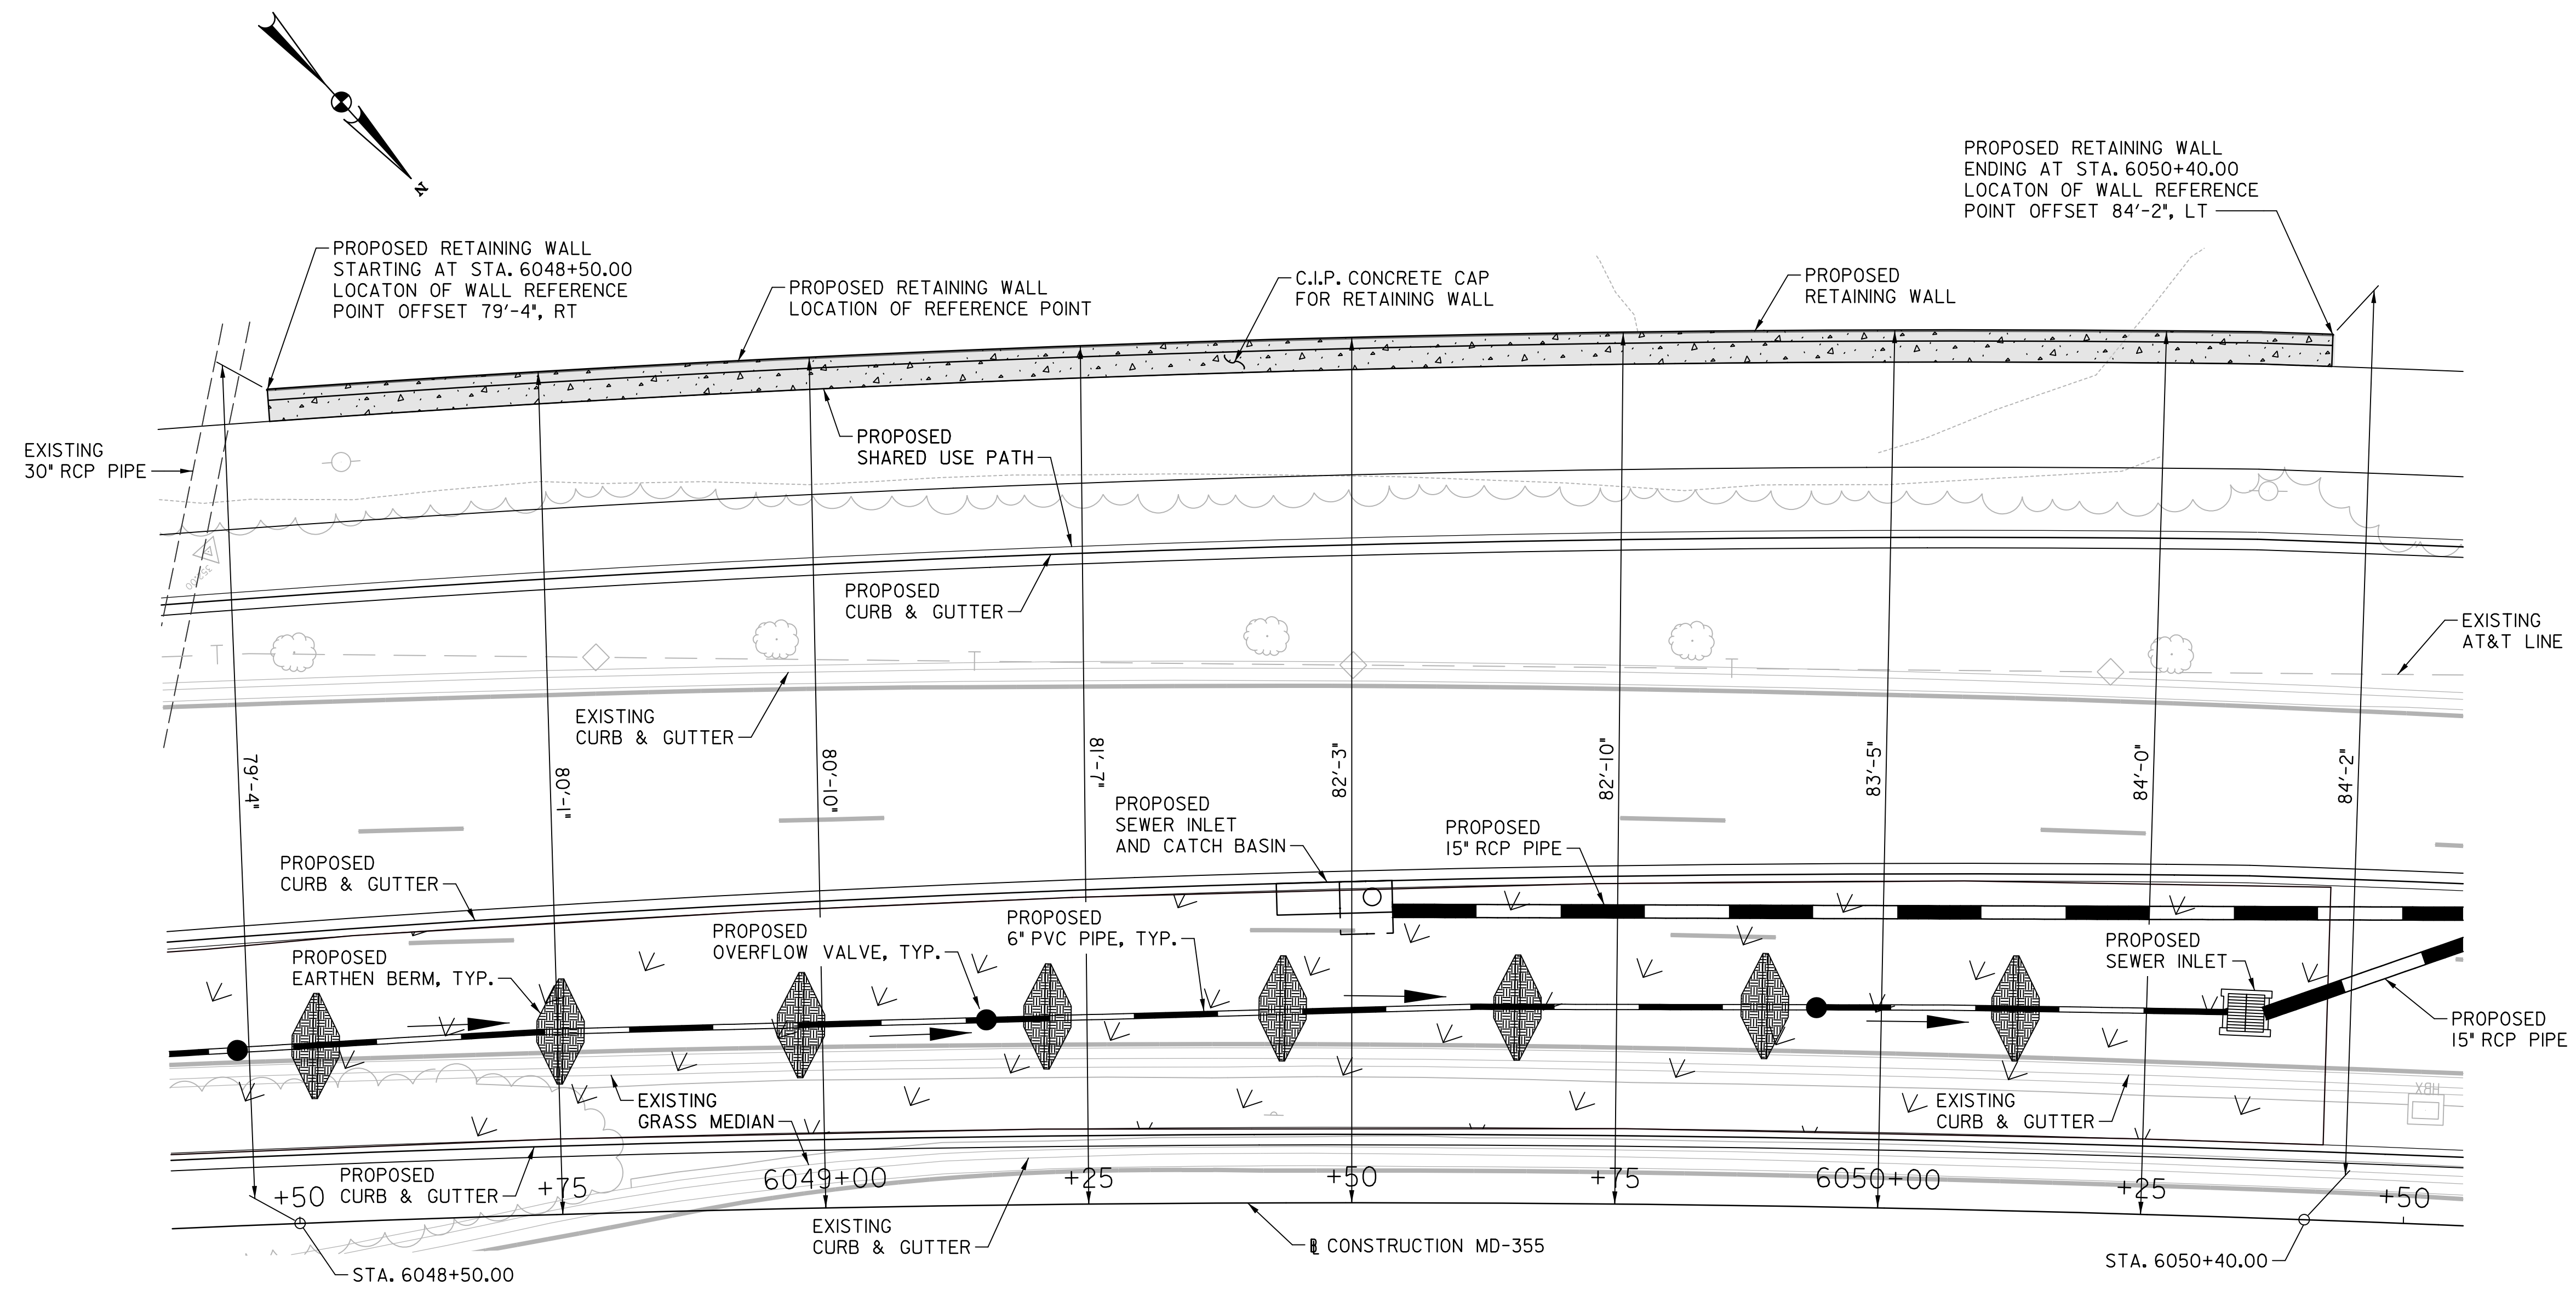 N
PROPOSED RETAINING WALL
ENDING AT STA. 6050+40.00
LOCATON OF WALL REFERENCE
POINT OFFSET 84'-2", LT
PROPOSED RETAINING WALL
STARTING AT STA. 6048+50.00
LOCATON OF WALL REFERENCE
POINT OFFSET 79'-4", RT
PROPOSED RETAINING WALL
LOCATION OF REFERENCE POINT
C.I.P. CONCRETE CAP
FOR RETAINING WALL
PROPOSED
RETAINING WALL
EXISTING
30" RCP PIPE
PROPOSED
SHARED USE PATH
PROPOSED
CURB & GUTTER
EXISTING
AT&T LINE
T
T
T
EXISTING
CURB & GUTTER
79'-4"
80'-1"
80'-10"
81'-7"
82'-3"
82'-10"
83'-5"
84'-0"
84'-2"
PROPOSED
SEWER INLET
AND CATCH BASIN
PROPOSED
15" RCP PIPE
PROPOSED
CURB & GUTTER
PROPOSED
OVERFLOW VALVE, TYP.
PROPOSED
6" PVC PIPE, TYP.
PROPOSED
EARTHEN BERM, TYP.
PROPOSED
SEWER INLET
PROPOSED
15" RCP PIPE
EXISTING
GRASS MEDIAN
EXISTING
CURB & GUTTER
HBX
PROPOSED
CURB & GUTTER
+50
+75
6049+00
+25
+50
+75
6050+00
+25
+50
EXISTING
CURB & GUTTER
℄ CONSTRUCTION MD-355
STA. 6048+50.00
STA. 6050+40.00